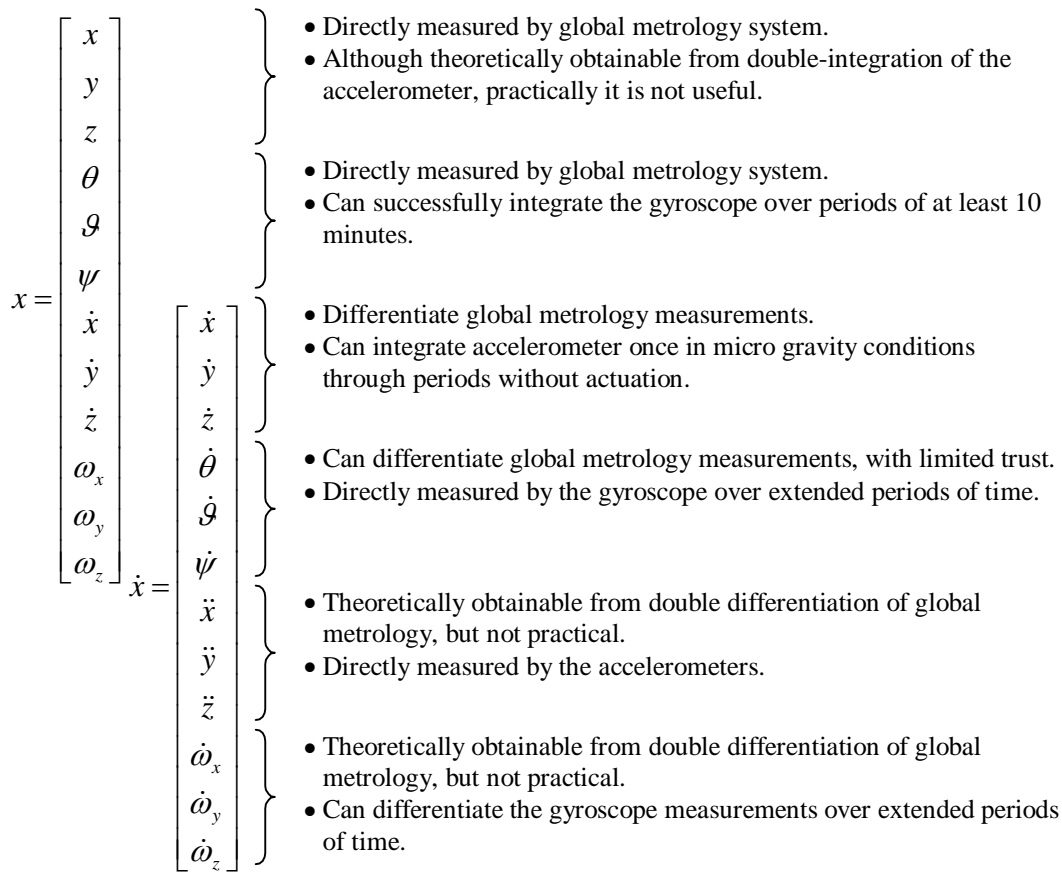 x
y
z
θ
ϑ
ψ
ẋ
ẏ
ż
ω_x
ω_y
ω_z
x =
ẋ
ẏ
ż
θ̇
ϑ̇
ψ̇
ẍ
ÿ
z̈
ω̇_x
ω̇_y
ω̇_z
ẋ =
• Directly measured by global metrology system.
• Although theoretically obtainable from double-integration of the
accelerometer, practically it is not useful.
• Directly measured by global metrology system.
• Can successfully integrate the gyroscope over periods of at least 10
minutes.
• Differentiate global metrology measurements.
• Can integrate accelerometer once in micro gravity conditions
through periods without actuation.
• Can differentiate global metrology measurements, with limited trust.
• Directly measured by the gyroscope over extended periods of time.
• Theoretically obtainable from double differentiation of global
metrology, but not practical.
• Directly measured by the accelerometers.
• Theoretically obtainable from double differentiation of global
metrology, but not practical.
• Can differentiate the gyroscope measurements over extended periods
of time.